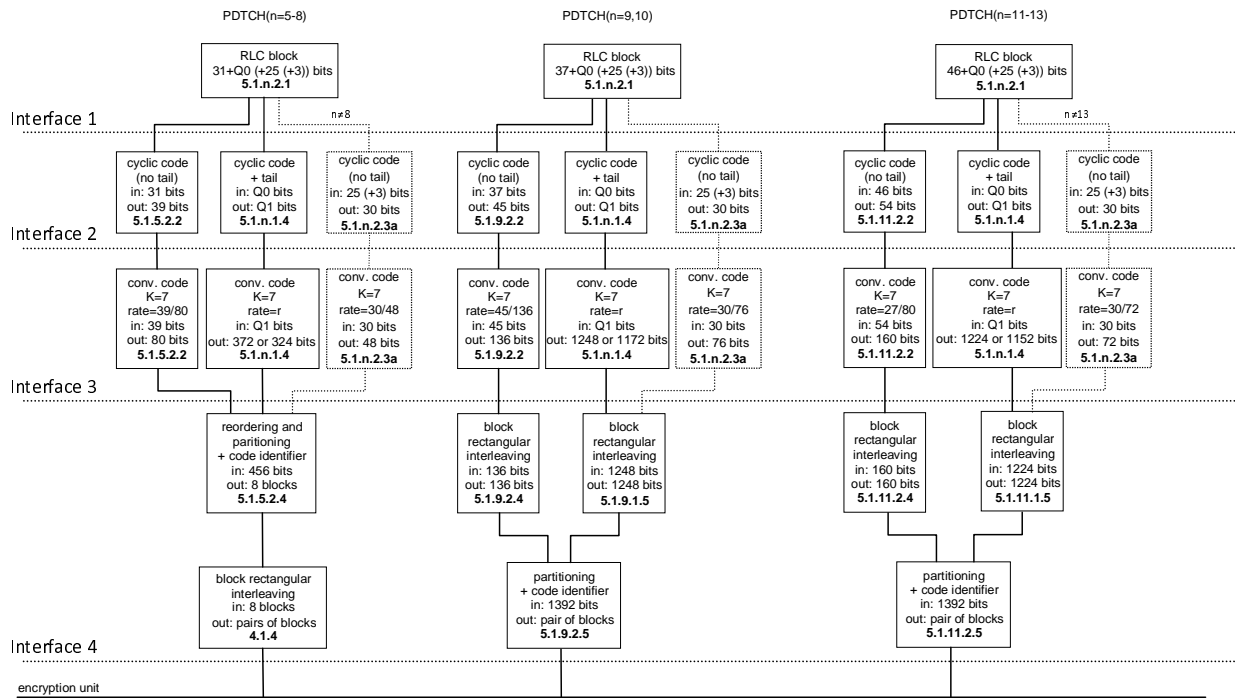 PDTCH(n=5-8)
PDTCH(n=9,10)
PDTCH(n=11-13)
RLC block
31+Q0 (+25 (+3)) bits
5.1.n.2.1
RLC block
37+Q0 (+25 (+3)) bits
5.1.n.2.1
RLC block
46+Q0 (+25 (+3)) bits
5.1.n.2.1
Interface 1
n≠8
n≠13
cyclic code
(no tail)
in: 31 bits
out: 39 bits
5.1.5.2.2
cyclic code
+ tail
in: Q0 bits
out: Q1 bits
5.1.n.1.4
cyclic code
(no tail)
in: 25 (+3) bits
out: 30 bits
5.1.n.2.3a
cyclic code
(no tail)
in: 37 bits
out: 45 bits
5.1.9.2.2
cyclic code
+ tail
in: Q0 bits
out: Q1 bits
5.1.n.1.4
cyclic code
(no tail)
in: 25 (+3) bits
out: 30 bits
5.1.n.2.3a
cyclic code
(no tail)
in: 46 bits
out: 54 bits
5.1.11.2.2
cyclic code
+ tail
in: Q0 bits
out: Q1 bits
5.1.n.1.4
cyclic code
(no tail)
in: 25 (+3) bits
out: 30 bits
5.1.n.2.3a
Interface 2
conv. code
K=7
rate=39/80
in: 39 bits
out: 80 bits
5.1.5.2.2
conv. code
K=7
rate=r
in: Q1 bits
out: 372 or 324 bits
5.1.n.1.4
conv. code
K=7
rate=30/48
in: 30 bits
out: 48 bits
5.1.n.2.3a
conv. code
K=7
rate=45/136
in: 45 bits
out: 136 bits
5.1.9.2.2
conv. code
K=7
rate=r
in: Q1 bits
out: 1248 or 1172 bits
5.1.n.1.4
conv. code
K=7
rate=30/76
in: 30 bits
out: 76 bits
5.1.n.2.3a
conv. code
K=7
rate=27/80
in: 54 bits
out: 160 bits
5.1.11.2.2
conv. code
K=7
rate=r
in: Q1 bits
out: 1224 or 1152 bits
5.1.n.1.4
conv. code
K=7
rate=30/72
in: 30 bits
out: 72 bits
5.1.n.2.3a
Interface 3
reordering and
paritioning
+ code identifier
in: 456 bits
out: 8 blocks
5.1.5.2.4
block
rectangular
interleaving
in: 136 bits
out: 136 bits
5.1.9.2.4
block
rectangular
interleaving
in: 1248 bits
out: 1248 bits
5.1.9.1.5
block
rectangular
interleaving
in: 160 bits
out: 160 bits
5.1.11.2.4
block
rectangular
interleaving
in: 1224 bits
out: 1224 bits
5.1.11.1.5
block rectangular
interleaving
in: 8 blocks
out: pairs of blocks
4.1.4
partitioning
+ code identifier
in: 1392 bits
out: pair of blocks
5.1.9.2.5
partitioning
+ code identifier
in: 1392 bits
out: pair of blocks
5.1.11.2.5
Interface 4
encryption unit